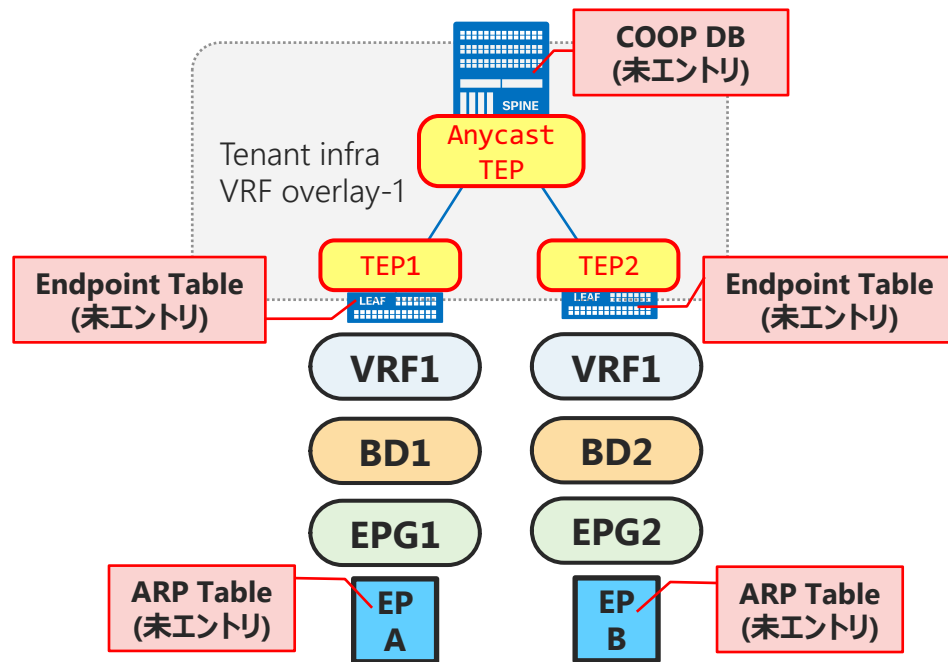 COOP DB
(未エントリ)
SPINE
Anycast
TEP
Tenant infra
VRF overlay-1
TEP1
TEP2
Endpoint Table
(未エントリ)
LEAF
LEAF
Endpoint Table
(未エントリ)
VRF1
VRF1
BD1
BD2
EPG1
EPG2
ARP Table
(未エントリ)
EP
A
EP
B
ARP Table
(未エントリ)